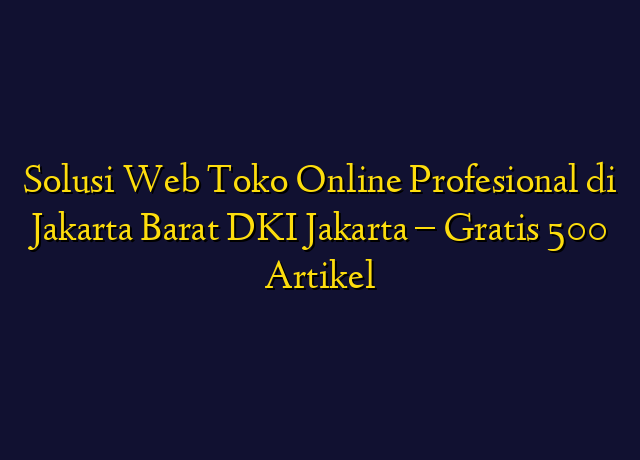 Solusi Web Toko Online Profesional di
Jakarta Barat DKI Jakarta – Gratis 500
Artikel